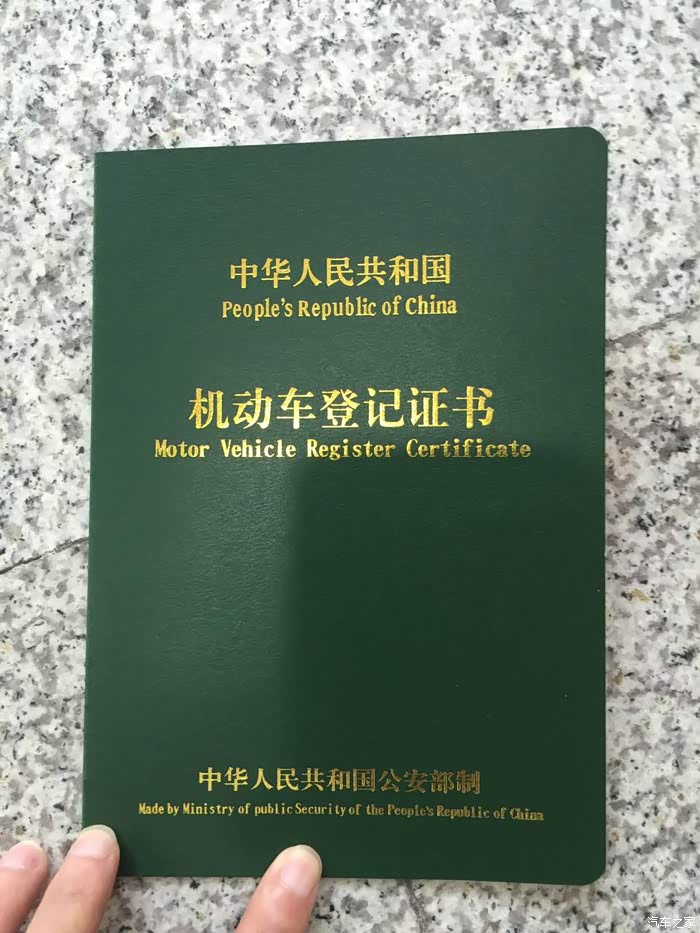 中华人民共和国
People's Republic of China
机动车登记证书
Motor Vehicle Register Certificate
中华人民共和国公安部制
Made by Ministry of public Security of the People's Republic of China
汽车之家